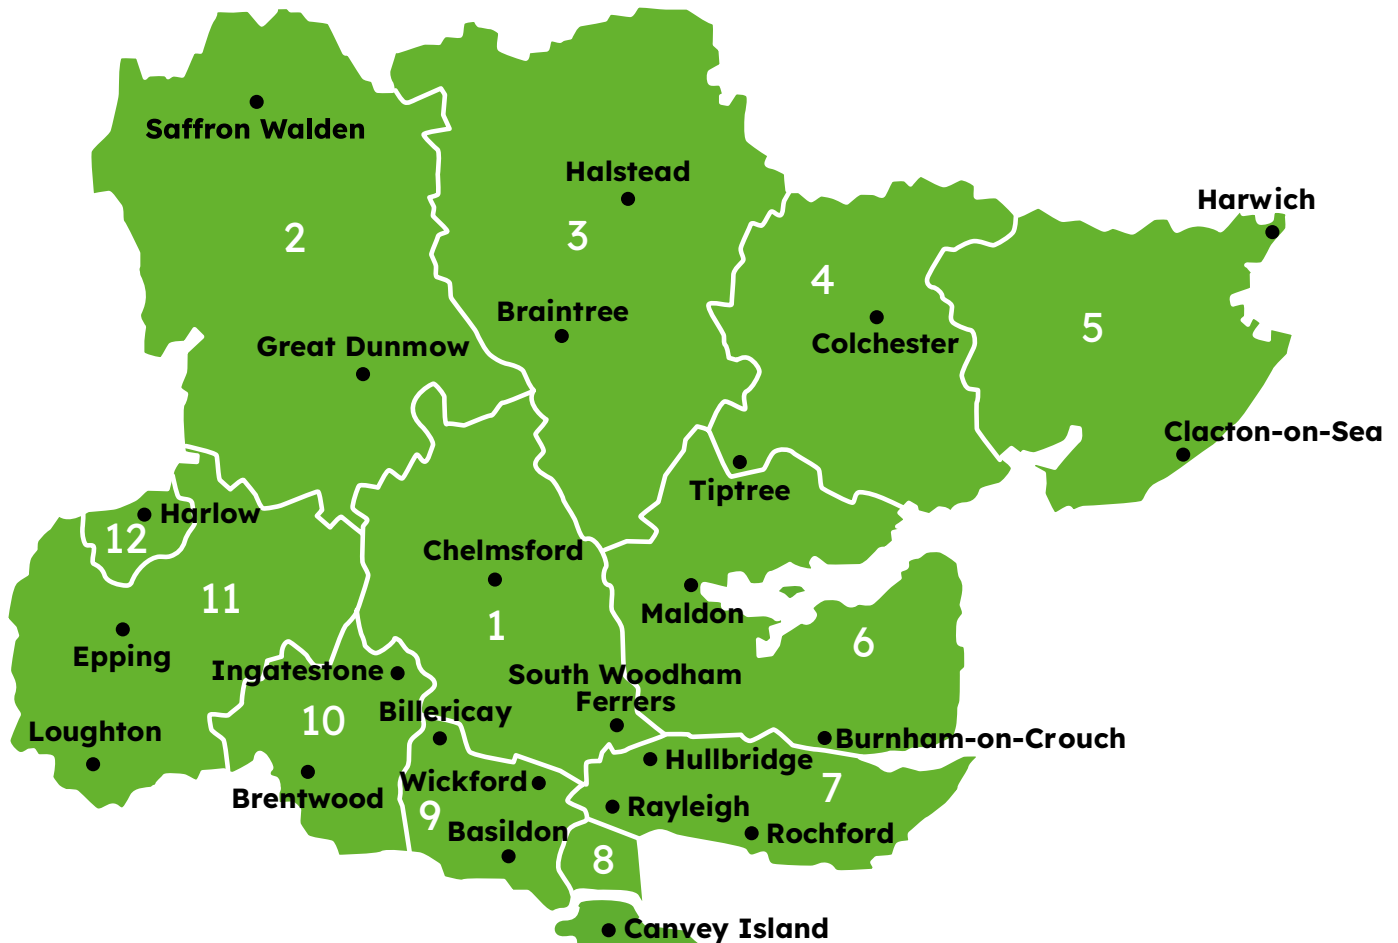 Saffron Walden
Halstead
Harwich
2
3
4
Braintree
5
Great Dunmow
Colchester
Clacton-on-Sea
Tiptree
Harlow
12
Chelmsford
11
Maldon
1
6
Epping
Ingatestone
South Woodham
Ferrers
Billericay
10
Loughton
Burnham-on-Crouch
Hullbridge
Wickford
7
Brentwood
Rayleigh
9
Basildon
Rochford
8
Canvey Island